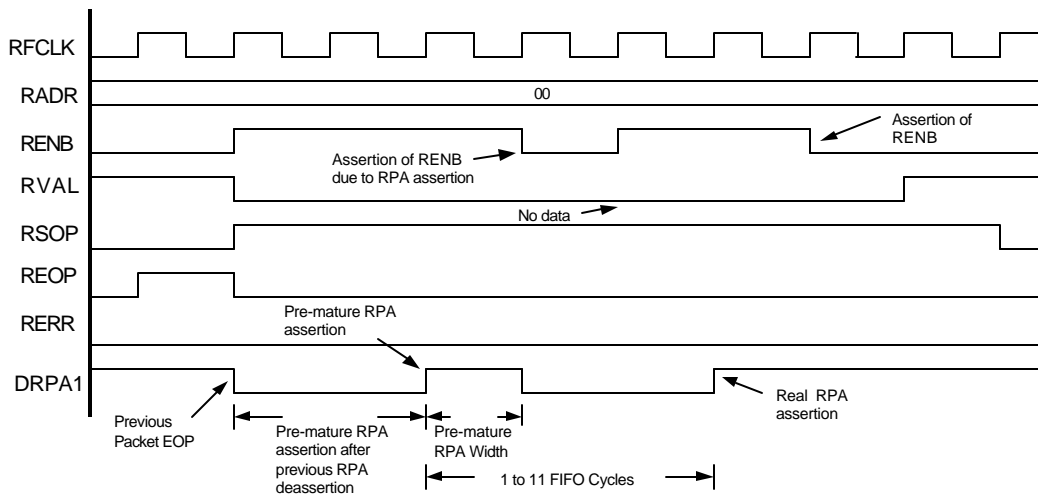 RFCLK
RADR
00
RENB
Assertion of RENB
due to RPA assertion
Assertion of
RENB
RVAL
No data
RSOP
REOP
Pre-mature RPA
assertion
RERR
DRPA1
Previous
Packet EOP
Pre-mature RPA
assertion after
previous RPA
deassertion
Pre-mature
RPA Width
Real RPA
assertion
1 to 11 FIFO Cycles